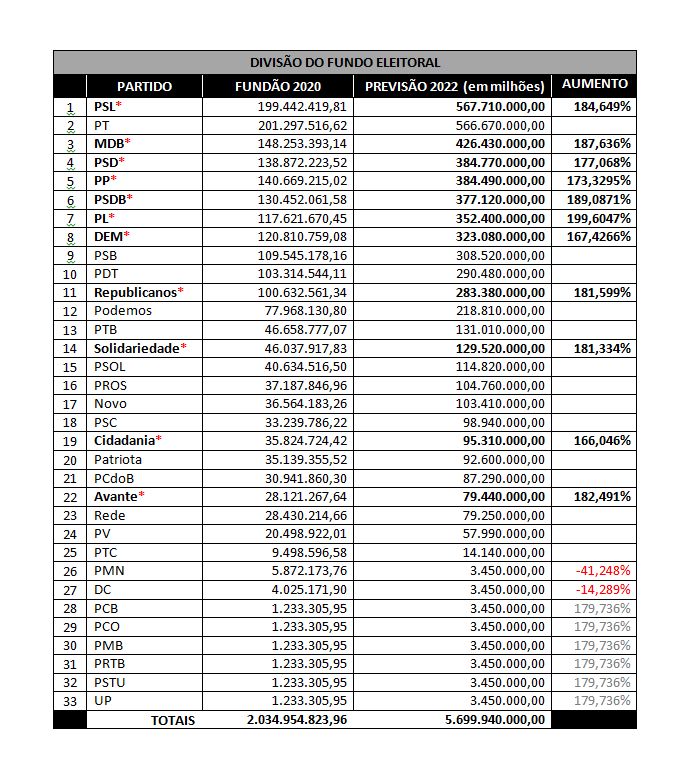 DIVISÃO DO FUNDO ELEITORAL
PARTIDO FUNDÃO 2020 PREVISÃO 2022 (em milhões) AUMENTO
1 PSL* 199.442.419,81 567.710.000,00 184,649%
2 PT 201.297.516,62 566.670.000,00
3 MDB* 148.253.393,14 426.430.000,00 187,636%
4 PSD* 138.872.223,52 384.770.000,00 177,068%
5 PP* 140.669.215,02 384.490.000,00 173,3295%
6 PSDB* 130.452.061,58 377.120.000,00 189,0871%
7 PL* 117.621.670,45 352.400.000,00 199,6047%
8 DEM* 120.810.759,08 323.080.000,00 167,4266%
9 PSB 109.545.178,16 308.520.000,00
10 PDT 103.314.544,11 290.480.000,00
11 Republicanos* 100.632.561,34 283.380.000,00 181,599%
12 Podemos 77.968.130,80 218.810.000,00
13 PTB 46.658.777,07 131.010.000,00
14 Solidariedade* 46.037.917,83 129.520.000,00 181,334%
15 PSOL 40.634.516,50 114.820.000,00
16 PROS 37.187.846,96 104.760.000,00
17 Novo 36.564.183,26 103.410.000,00
18 PSC 33.239.786,22 98.940.000,00
19 Cidadania* 35.824.724,42 95.310.000,00 166,046%
20 Patriota 35.139.355,52 92.600.000,00
21 PCdoB 30.941.860,30 87.290.000,00
22 Avante* 28.121.267,64 79.440.000,00 182,491%
23 Rede 28.430.214,66 79.250.000,00
24 PV 20.498.922,01 57.990.000,00
25 PTC 9.498.596,58 14.140.000,00
26 PMN 5.872.173,76 3.450.000,00 -41,248%
27 DC 4.025.171,90 3.450.000,00 -14,289%
28 PCB 1.233.305,95 3.450.000,00 179,736%
29 PCO 1.233.305,95 3.450.000,00 179,736%
30 PMB 1.233.305,95 3.450.000,00 179,736%
31 PRTB 1.233.305,95 3.450.000,00 179,736%
32 PSTU 1.233.305,95 3.450.000,00 179,736%
33 UP 1.233.305,95 3.450.000,00 179,736%
TOTAIS 2.034.954.823,96 5.699.940.000,00